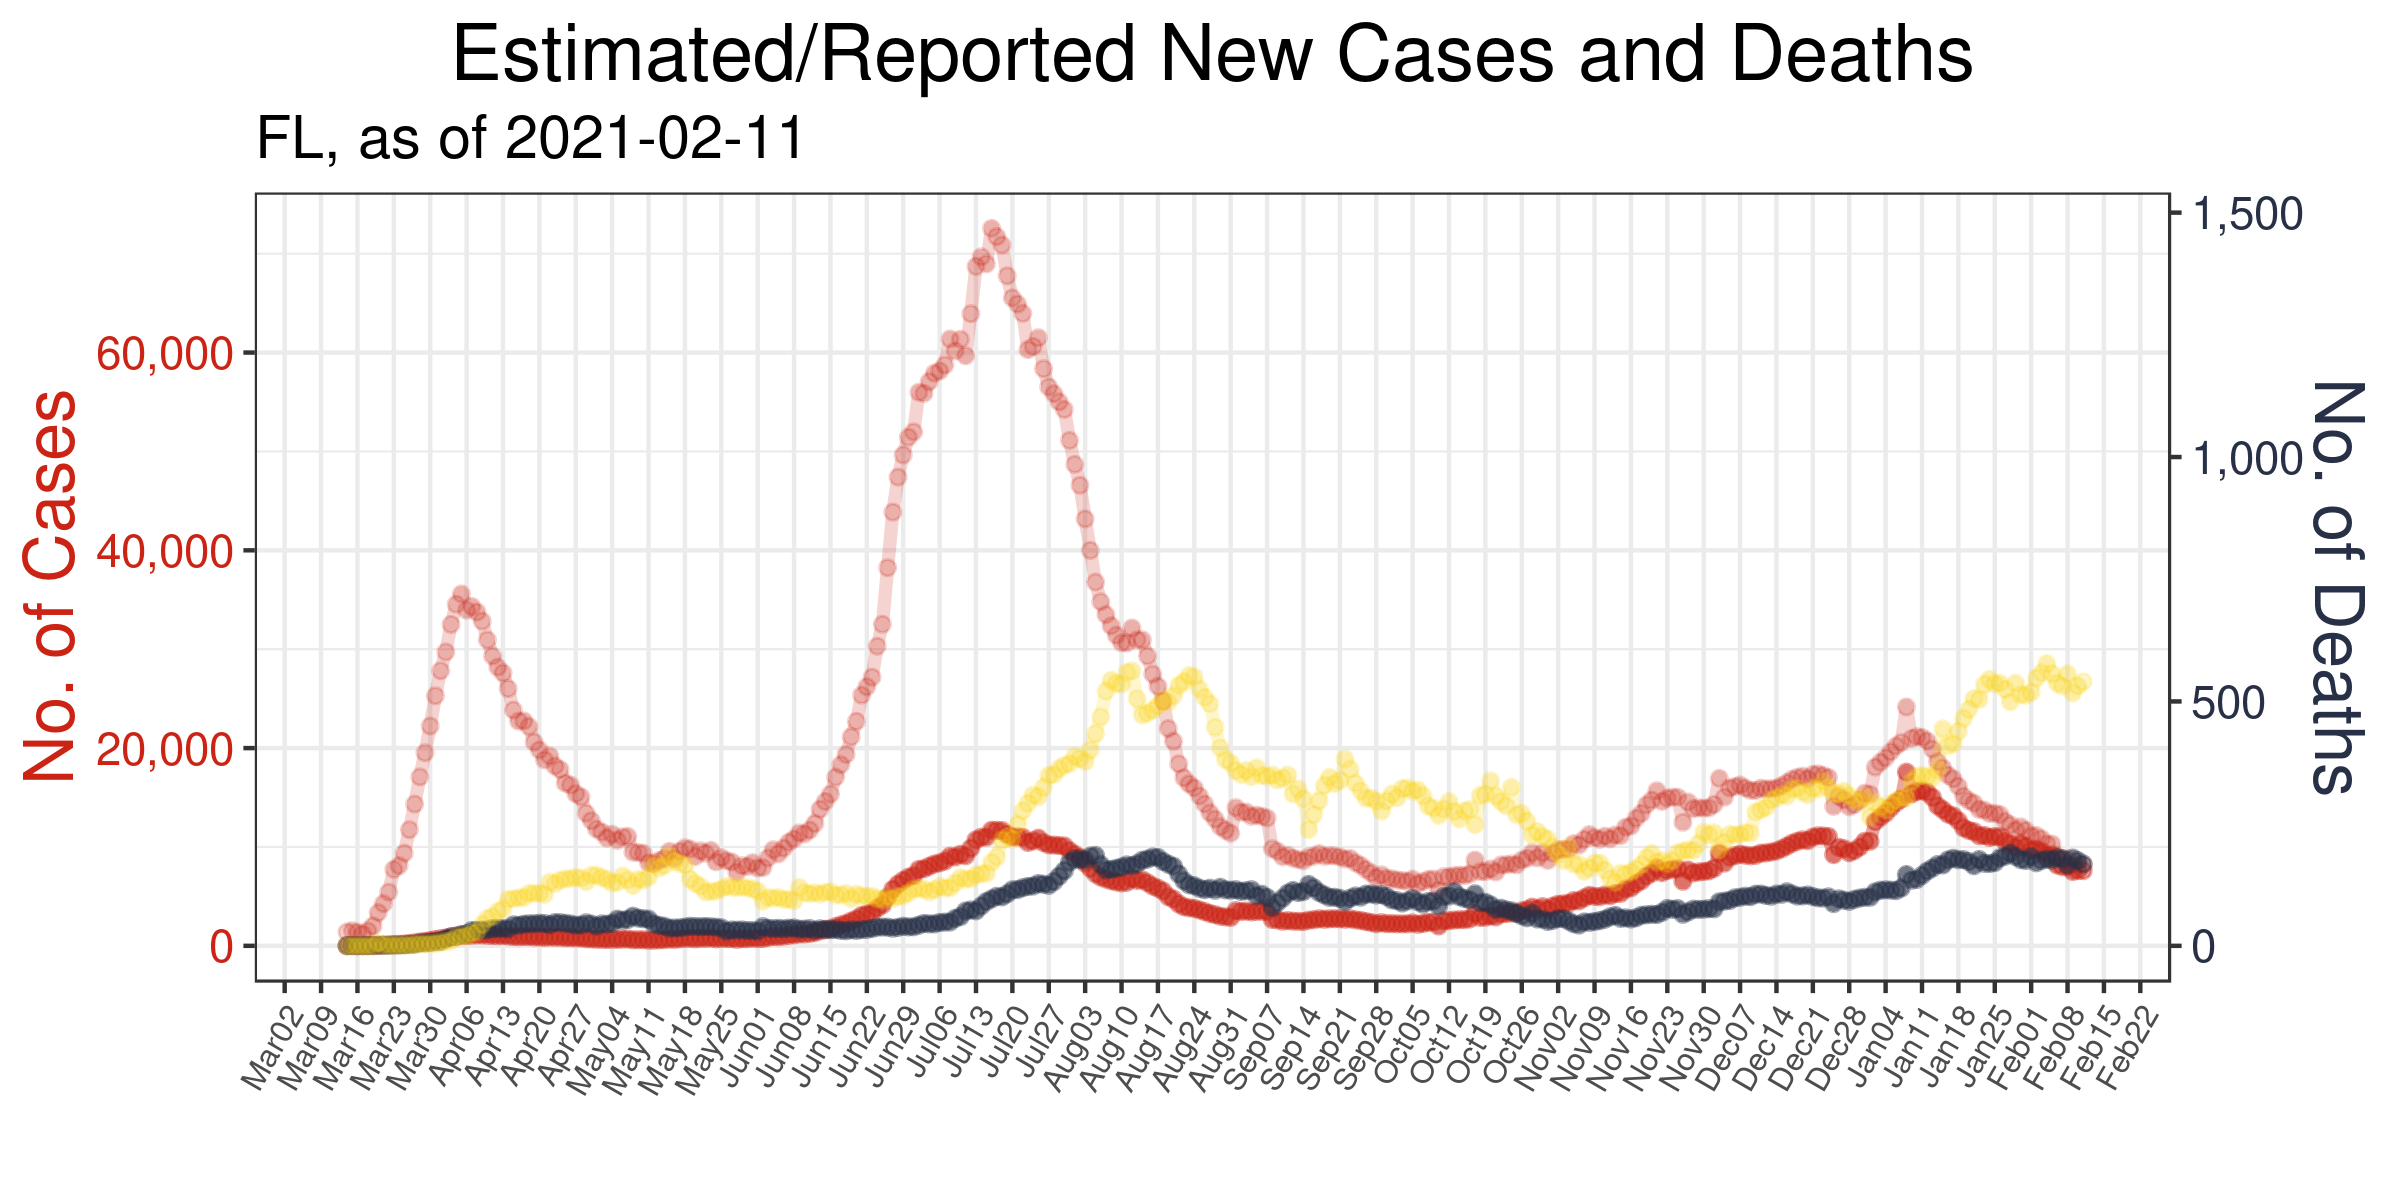 Estimated/Reported New Cases and Deaths
FL, as of 2021-02-11
No. of Cases
60,000
40,000
20,000
0
1,500
1,000
500
0
No. of Deaths
Mar02 Mar09 Mar16 Mar23 Mar30 Apr06 Apr13 Apr20 Apr27 May04 May11 May18 May25 Jun01 Jun08 Jun15 Jun22 Jun29 Jul06 Jul13 Jul20 Jul27 Aug03 Aug10 Aug17 Aug24 Aug31 Sep07 Sep14 Sep21 Sep28 Oct05 Oct12 Oct19 Oct26 Nov02 Nov09 Nov16 Nov23 Nov30 Dec07 Dec14 Dec21 Dec28 Jan04 Jan11 Jan18 Jan25 Feb01 Feb08 Feb15 Feb22